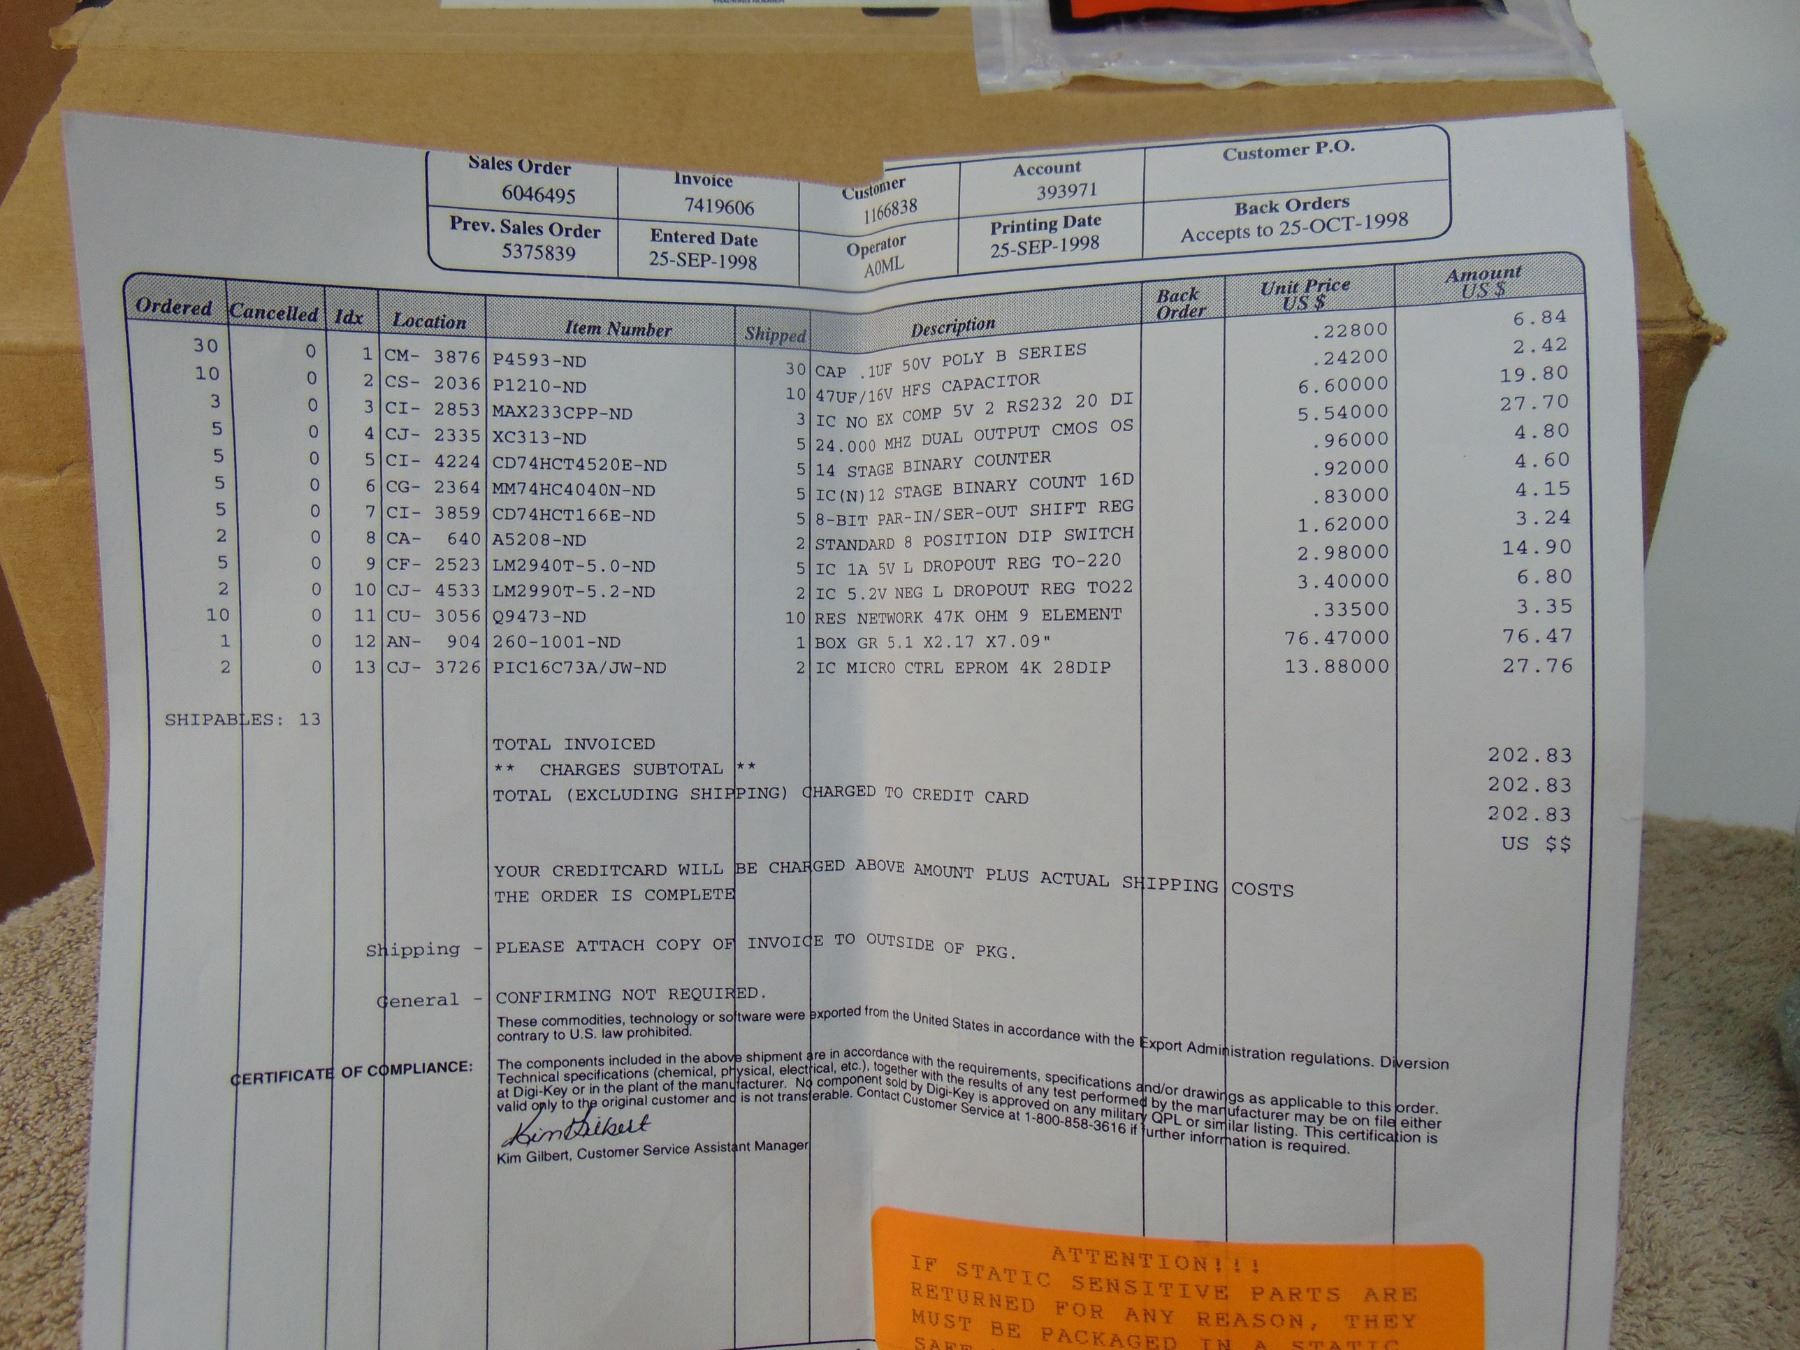 TRACKING NUMBER
Sales Order Invoice Customer Account Customer P.O.
6046495 7419606 1166838 393971
Prev. Sales Order Entered Date Operator Printing Date Back Orders
5375839 25-SEP-1998 A0ML 25-SEP-1998 Accepts to 25-OCT-1998
Ordered Cancelled Idx Location Item Number Shipped Description Back Order Unit Price US $ Amount US $
30 0 1 CM- 3876 P4593-ND 30 CAP .1UF 50V POLY B SERIES .22800 6.84
10 0 2 CS- 2036 P1210-ND 10 47UF/16V HFS CAPACITOR .24200 2.42
3 0 3 CI- 2853 MAX233CPP-ND 3 IC NO EX COMP 5V 2 RS232 20 DI 6.60000 19.80
5 0 4 CJ- 2335 XC313-ND 5 24.000 MHZ DUAL OUTPUT CMOS OS 5.54000 27.70
5 0 5 CI- 4224 CD74HCT4520E-ND 5 14 STAGE BINARY COUNTER .96000 4.80
5 0 6 CG- 2364 MM74HC4040N-ND 5 IC(N)12 STAGE BINARY COUNT 16D .92000 4.60
5 0 7 CI- 3859 CD74HCT166E-ND 5 8-BIT PAR-IN/SER-OUT SHIFT REG .83000 4.15
2 0 8 CA- 640 A5208-ND 2 STANDARD 8 POSITION DIP SWITCH 1.62000 3.24
5 0 9 CF- 2523 LM2940T-5.0-ND 5 IC 1A 5V L DROPOUT REG TO-220 2.98000 14.90
2 0 10 CJ- 4533 LM2990T-5.2-ND 2 IC 5.2V NEG L DROPOUT REG TO22 3.40000 6.80
10 0 11 CU- 3056 Q9473-ND 10 RES NETWORK 47K OHM 9 ELEMENT .33500 3.35
1 0 12 AN- 904 260-1001-ND 1 BOX GR 5.1 X2.17 X7.09" 76.47000 76.47
2 0 13 CJ- 3726 PIC16C73A/JW-ND 2 IC MICRO CTRL EPROM 4K 28DIP 13.88000 27.76
SHIPABLES: 13
TOTAL INVOICED 202.83
** CHARGES SUBTOTAL ** 202.83
TOTAL (EXCLUDING SHIPPING) CHARGED TO CREDIT CARD 202.83
US $$
YOUR CREDITCARD WILL BE CHARGED ABOVE AMOUNT PLUS ACTUAL SHIPPING COSTS
THE ORDER IS COMPLETE
Shipping - PLEASE ATTACH COPY OF INVOICE TO OUTSIDE OF PKG.
General - CONFIRMING NOT REQUIRED.
These commodities, technology or software were exported from the United States in accordance with the Export Administration regulations. Diversion
contrary to U.S. law prohibited.
CERTIFICATE OF COMPLIANCE: The components included in the above shipment are in accordance with the requirements, specifications and/or drawings as applicable to this order.
Technical specifications (chemical, physical, electrical, etc.), together with the results of any test performed by the manufacturer may be on file either
at Digi-Key or in the plant of the manufacturer. No component sold by Digi-Key is approved on any military QPL or similar listing. This certification is
valid only to the original customer and is not transferable. Contact Customer Service at 1-800-858-3616 if further information is required.
Kim Gilbert
Kim Gilbert, Customer Service Assistant Manager
ATTENTION!!!
IF STATIC SENSITIVE PARTS ARE
RETURNED FOR ANY REASON, THEY
MUST BE PACKAGED IN A STATIC
SAFE